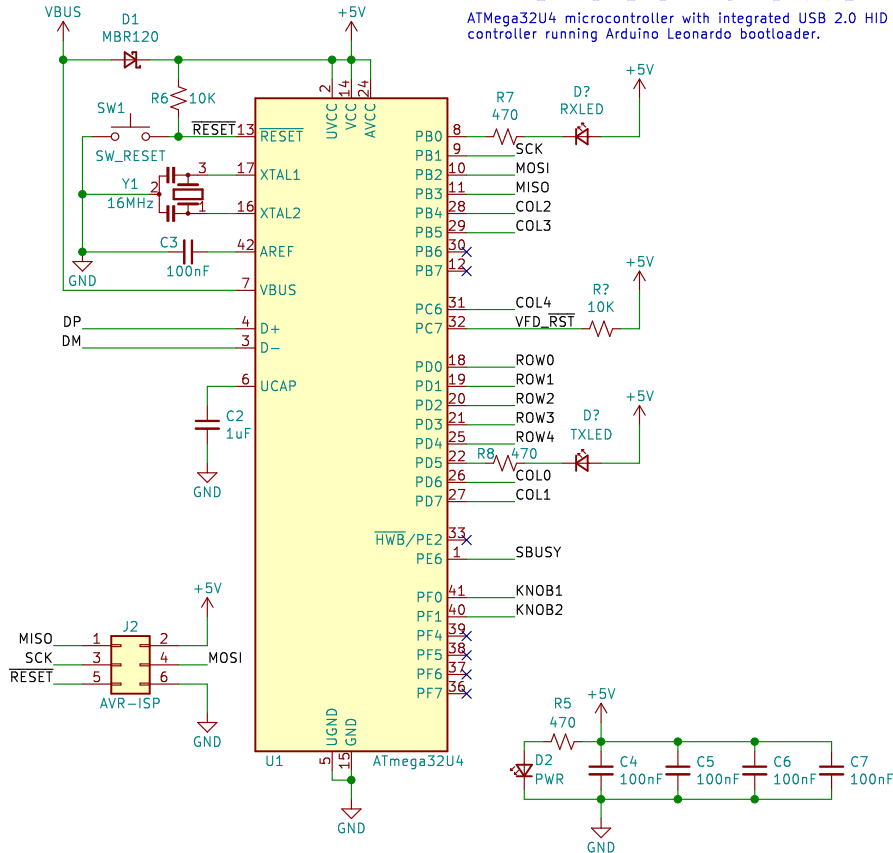 ATMega32U4 microcontroller with integrated USB 2.0 HID
controller running Arduino Leonardo bootloader.
VBUS
D1
MBR120
+5V
R6
10K
SW1
SW_RESET
RESET
Y1
16MHz
3
2
1
GND
C3
100nF
DP
DM
C2
1uF
GND
2
14
24
UVCC
VCC
AVCC
13 RESET
17 XTAL1
16 XTAL2
42 AREF
7 VBUS
4 D+
3 D-
6 UCAP
PB0 8
PB1 9 SCK
PB2 10 MOSI
PB3 11 MISO
PB4 28 COL2
PB5 29 COL3
PB6 30
PB7 12
PC6 31 COL4
PC7 32 VFD_RST
PD0 18 ROW0
PD1 19 ROW1
PD2 20 ROW2
PD3 21 ROW3
PD4 25 ROW4
PD5 22
PD6 26 COL0
PD7 27 COL1
HWB/PE2 33
PE6 1 SBUSY
PF0 41 KNOB1
PF1 40 KNOB2
PF4 39
PF5 38
PF6 37
PF7 36
UGND
GND
5
15
U1
ATmega32U4
GND
R7
470
D?
RXLED
+5V
R?
10K
+5V
R8 470
D?
TXLED
+5V
+5V
J2
MISO 1 2
SCK 3 4 MOSI
RESET 5 6
AVR-ISP
GND
+5V
R5
470
D2
PWR
C4
100nF
C5
100nF
C6
100nF
C7
100nF
GND